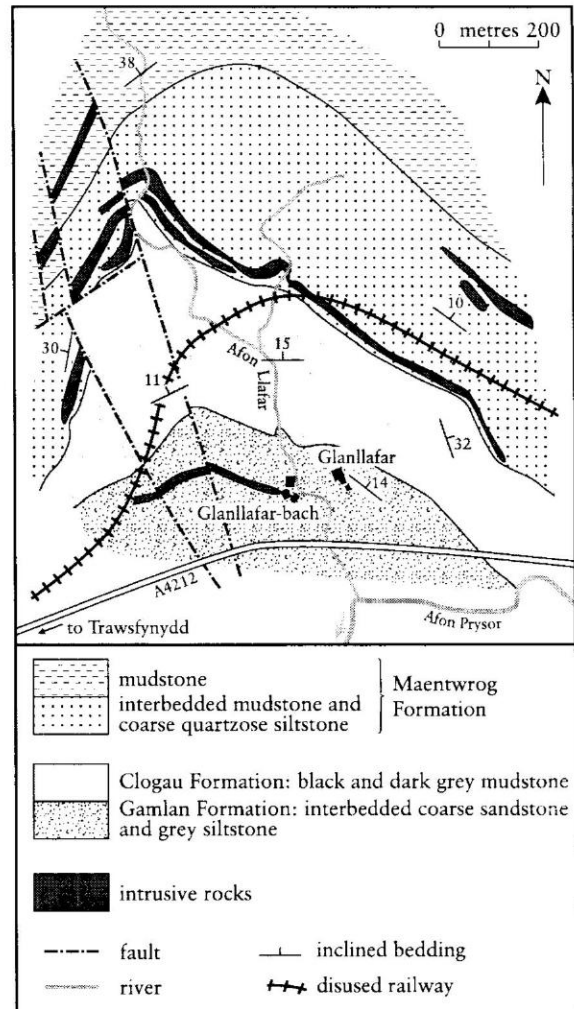 0 metres 200
N
38
10
30
15
Afon Llafar
11
32
Glanllafar
14
Glanllafar-bach
A4212
to Trawsfynydd
Afon Prysor
mudstone
interbedded mudstone and
coarse quartzose siltstone
Maentwrog
Formation
Clogau Formation: black and dark grey mudstone
Gamlan Formation: interbedded coarse sandstone
and grey siltstone
intrusive rocks
fault
inclined bedding
river
disused railway